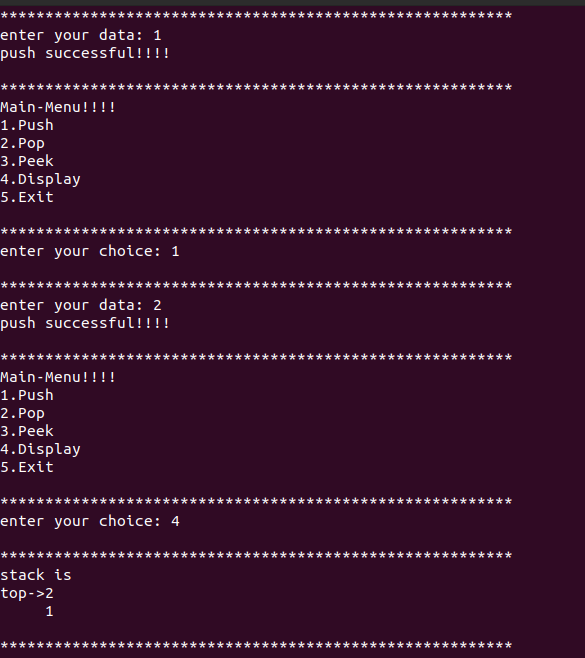 *********************************************************
enter your data: 1
push successful!!!!
*********************************************************
Main-Menu!!!!
1.Push
2.Pop
3.Peek
4.Display
5.Exit
*********************************************************
enter your choice: 1
*********************************************************
enter your data: 2
push successful!!!!
*********************************************************
Main-Menu!!!!
1.Push
2.Pop
3.Peek
4.Display
5.Exit
*********************************************************
enter your choice: 4
*********************************************************
stack is
top->2
     1
*********************************************************